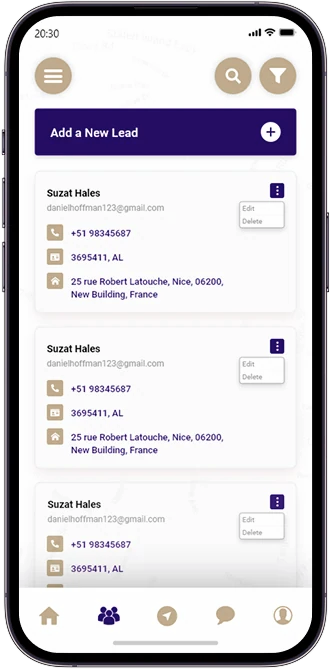 20:30
Add a New Lead
Suzat Hales
danielhoffman123@gmail.com
Edit
Delete
+51 98345687
3695411, AL
25 rue Robert Latouche, Nice, 06200,
New Building, France
Suzat Hales
danielhoffman123@gmail.com
Edit
Delete
+51 98345687
3695411, AL
25 rue Robert Latouche, Nice, 06200,
New Building, France
Suzat Hales
danielhoffman123@gmail.com
Edit
Delete
+51 98345687
3695411, AL